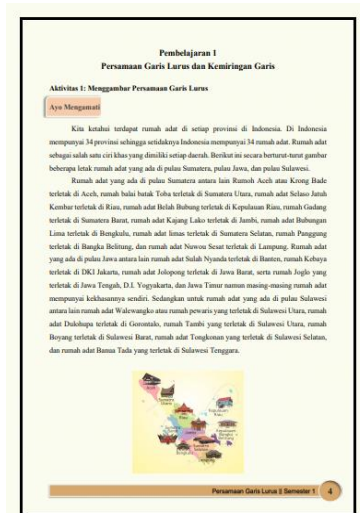 Pembelajaran 1
Persamaan Garis Lurus dan Kemiringan Garis
Aktivitas 1: Menggambar Persamaan Garis Lurus
Ayo Mengamati
Kita ketahui terdapat rumah adat di setiap provinsi di Indonesia. Di Indonesia
mempunyai 34 provinsi sehingga setidaknya Indonesia mempunyai 34 rumah adat. Rumah adat
sebagai salah satu ciri khas yang dimiliki setiap daerah. Berikut ini secara berturut-turut gambar
beberapa letak rumah adat yang ada di pulau Sumatera, pulau Jawa, dan pulau Sulawesi.
Rumah adat yang ada di pulau Sumatera antara lain Rumoh Aceh atau Krong Bade
terletak di Aceh, rumah balai batak Toba terletak di Sumatera Utara, rumah adat Selaso Jatuh
Kembar terletak di Riau, rumah adat Belah Bubung terletak di Kepulauan Riau, rumah Gadang
terletak di Sumatera Barat, rumah adat Kajang Lako terletak di Jambi, rumah adat Bubungan
Lima terletak di Bengkulu, rumah adat limas terletak di Sumatera Selatan, rumah Panggung
terletak di Bangka Belitung, dan rumah adat Nuwou Sesat terletak di Lampung. Rumah adat
yang ada di pulau Jawa antara lain rumah adat Sulah Nyanda terletak di Banten, rumah Kebaya
terletak di DKI Jakarta, rumah adat Jolopong terletak di Jawa Barat, serta rumah Joglo yang
terletak di Jawa Tengah, D.I. Yogyakarta, dan Jawa Timur namun masing-masing rumah adat
mempunyai kekhasannya sendiri. Sedangkan untuk rumah adat yang ada di pulau Sulawesi
antara lain rumah adat Walewangko atau rumah pewaris yang terletak di Sulawesi Utara, rumah
adat Dulohupa terletak di Gorontalo, rumah Tambi yang terletak di Sulawesi Utara, rumah
Boyang terletak di Sulawesi Barat, rumah adat Tongkonan yang terletak di Sulawesi Selatan,
dan rumah adat Banua Tada yang terletak di Sulawesi Tenggara.
Persamaan Garis Lurus || Semester 1 4